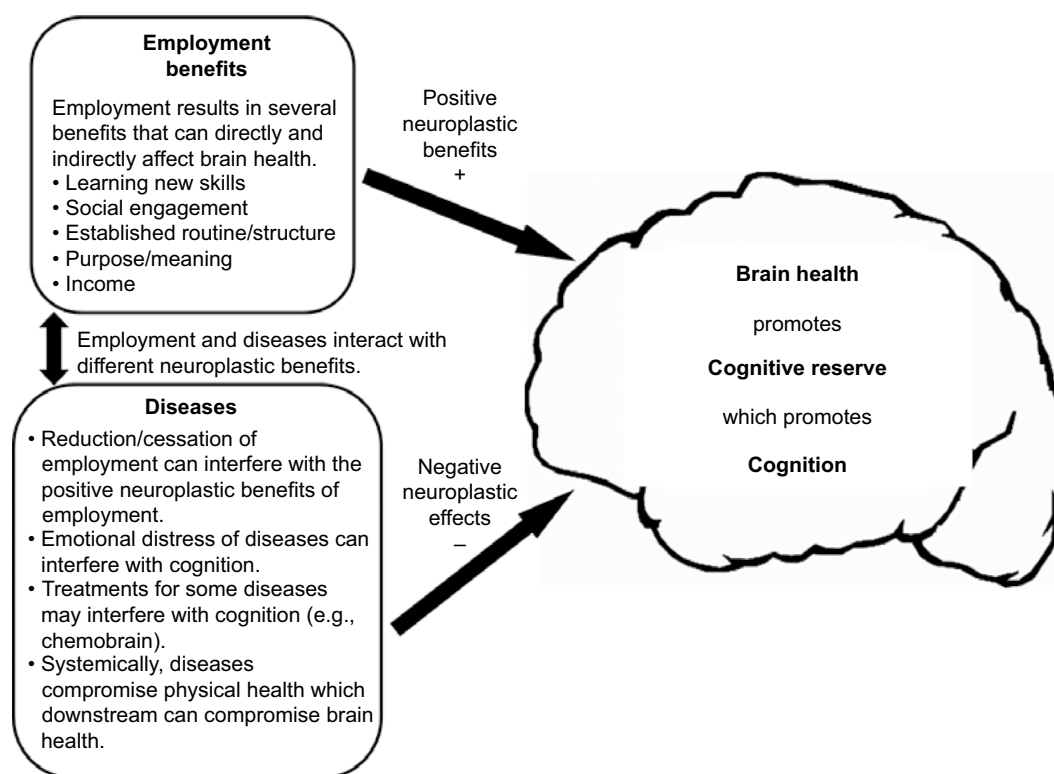 Employment
benefits
Employment results in several
benefits that can directly and
indirectly affect brain health.
• Learning new skills
• Social engagement
• Established routine/structure
• Purpose/meaning
• Income
Positive
neuroplastic
benefits
+
Employment and diseases interact with
different neuroplastic benefits.
Diseases
• Reduction/cessation of
employment can interfere with the
positive neuroplastic benefits of
employment.
• Emotional distress of diseases can
interfere with cognition.
• Treatments for some diseases
may interfere with cognition (e.g.,
chemobrain).
• Systemically, diseases
compromise physical health which
downstream can compromise brain
health.
Negative
neuroplastic
effects
–
Brain health
promotes
Cognitive reserve
which promotes
Cognition